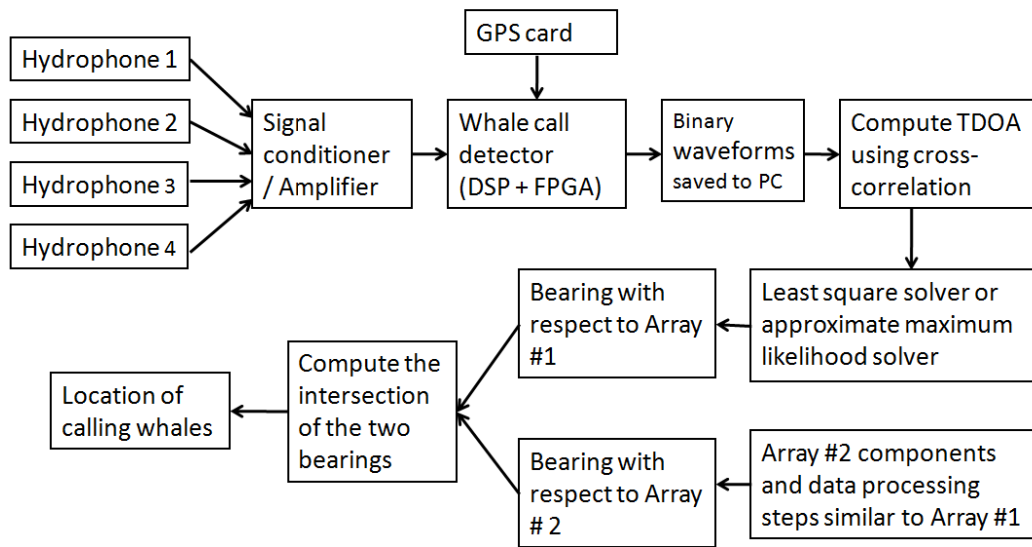 Hydrophone 1
Hydrophone 2
Hydrophone 3
Hydrophone 4
Signal
conditioner
/ Amplifier
GPS card
Whale call
detector
(DSP + FPGA)
Binary
waveforms
saved to PC
Compute TDOA
using cross-
correlation
Least square solver or
approximate maximum
likelihood solver
Bearing with
respect to Array
#1
Array #2 components
and data processing
steps similar to Array #1
Bearing with
respect to Array
# 2
Compute the
intersection
of the two
bearings
Location of
calling whales